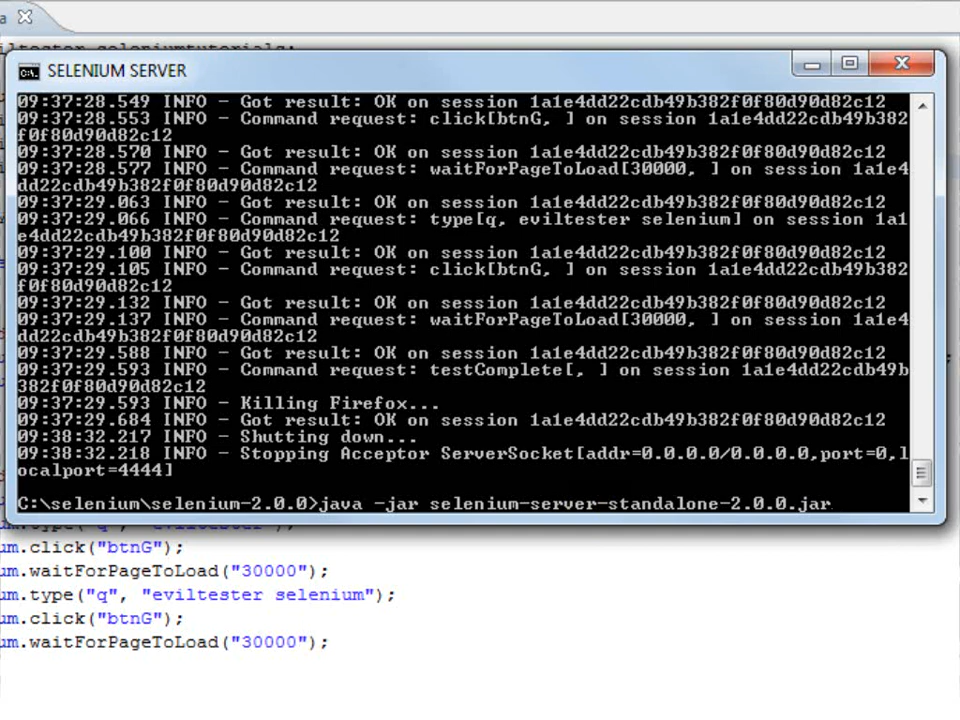 a
SELENIUM SERVER
09:37:28.549 INFO - Got result: OK on session 1a1e4dd22cdb49b382f0f80d90d82c12
09:37:28.553 INFO - Command request: click[btnG, ] on session 1a1e4dd22cdb49b382
f0f80d90d82c12
09:37:28.570 INFO - Got result: OK on session 1a1e4dd22cdb49b382f0f80d90d82c12
09:37:28.577 INFO - Command request: waitForPageToLoad[30000, ] on session 1a1e4
dd22cdb49b382f0f80d90d82c12
09:37:29.063 INFO - Got result: OK on session 1a1e4dd22cdb49b382f0f80d90d82c12
09:37:29.066 INFO - Command request: type[q, eviltester selenium] on session 1a1
e4dd22cdb49b382f0f80d90d82c12
09:37:29.100 INFO - Got result: OK on session 1a1e4dd22cdb49b382f0f80d90d82c12
09:37:29.105 INFO - Command request: click[btnG, ] on session 1a1e4dd22cdb49b382
f0f80d90d82c12
09:37:29.132 INFO - Got result: OK on session 1a1e4dd22cdb49b382f0f80d90d82c12
09:37:29.137 INFO - Command request: waitForPageToLoad[30000, ] on session 1a1e4
dd22cdb49b382f0f80d90d82c12
09:37:29.588 INFO - Got result: OK on session 1a1e4dd22cdb49b382f0f80d90d82c12
09:37:29.593 INFO - Command request: testComplete[, ] on session 1a1e4dd22cdb49b
382f0f80d90d82c12
09:37:29.593 INFO - Killing Firefox...
09:37:29.684 INFO - Got result: OK on session 1a1e4dd22cdb49b382f0f80d90d82c12
09:38:32.217 INFO - Shutting down...
09:38:32.218 INFO - Stopping Acceptor ServerSocket[addr=0.0.0.0/0.0.0.0,port=0,l
ocalport=4444]
C:\selenium\selenium-2.0.0>java -jar selenium-server-standalone-2.0.0.jar
um.click("btnG");
um.waitForPageToLoad("30000");
um.type("q", "eviltester selenium");
um.click("btnG");
um.waitForPageToLoad("30000");